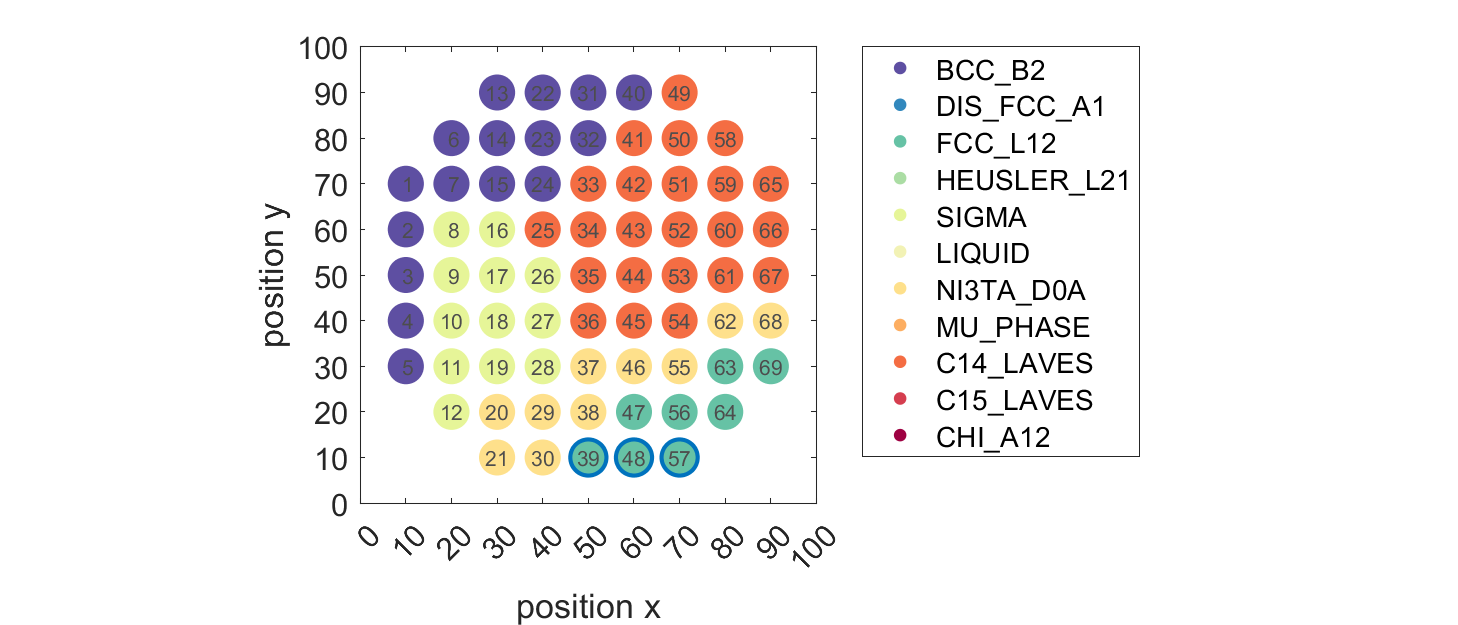 100
90
80
70
60
50
40
30
20
10
0
position y
13 22 31 40 49
6 14 23 32 41 50 58
1 7 15 24 33 42 51 59 65
2 8 16 25 34 43 52 60 66
3 9 17 26 35 44 53 61 67
4 10 18 27 36 45 54 62 68
5 11 19 28 37 46 55 63 69
12 20 29 38 47 56 64
21 30 39 48 57
0 10 20 30 40 50 60 70 80 90 100
position x
BCC_B2
DIS_FCC_A1
FCC_L12
HEUSLER_L21
SIGMA
LIQUID
NI3TA_D0A
MU_PHASE
C14_LAVES
C15_LAVES
CHI_A12